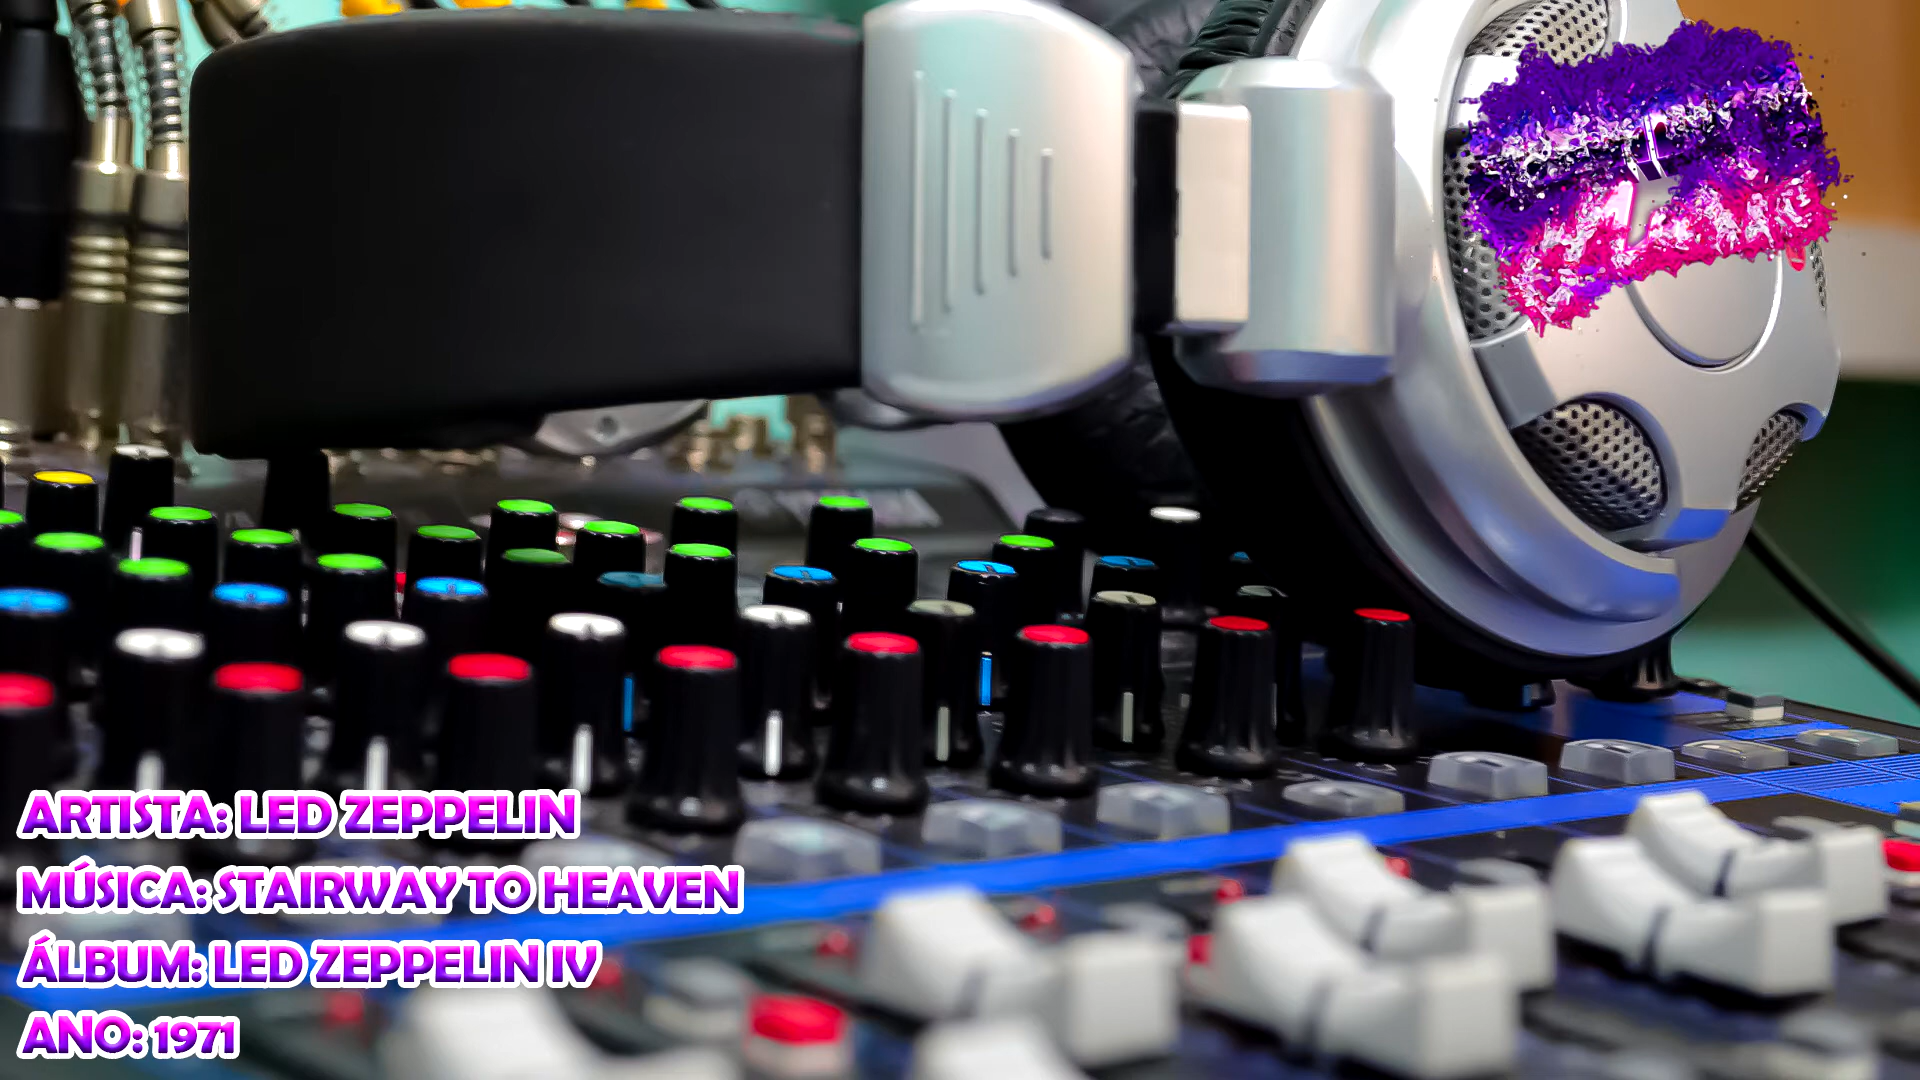 ARTISTA: LED ZEPPELIN
MÚSICA: STAIRWAY TO HEAVEN
ÁLBUM: LED ZEPPELIN IV
ANO: 1971